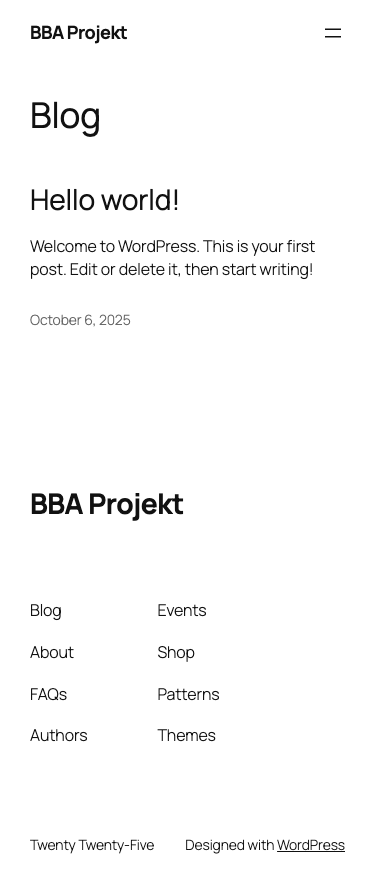 BBA Projekt
Blog
Hello world!
Welcome to WordPress. This is your first
post. Edit or delete it, then start writing!
October 6, 2025
BBA Projekt
Blog
About
FAQs
Authors
Events
Shop
Patterns
Themes
Twenty Twenty-Five
Designed with WordPress